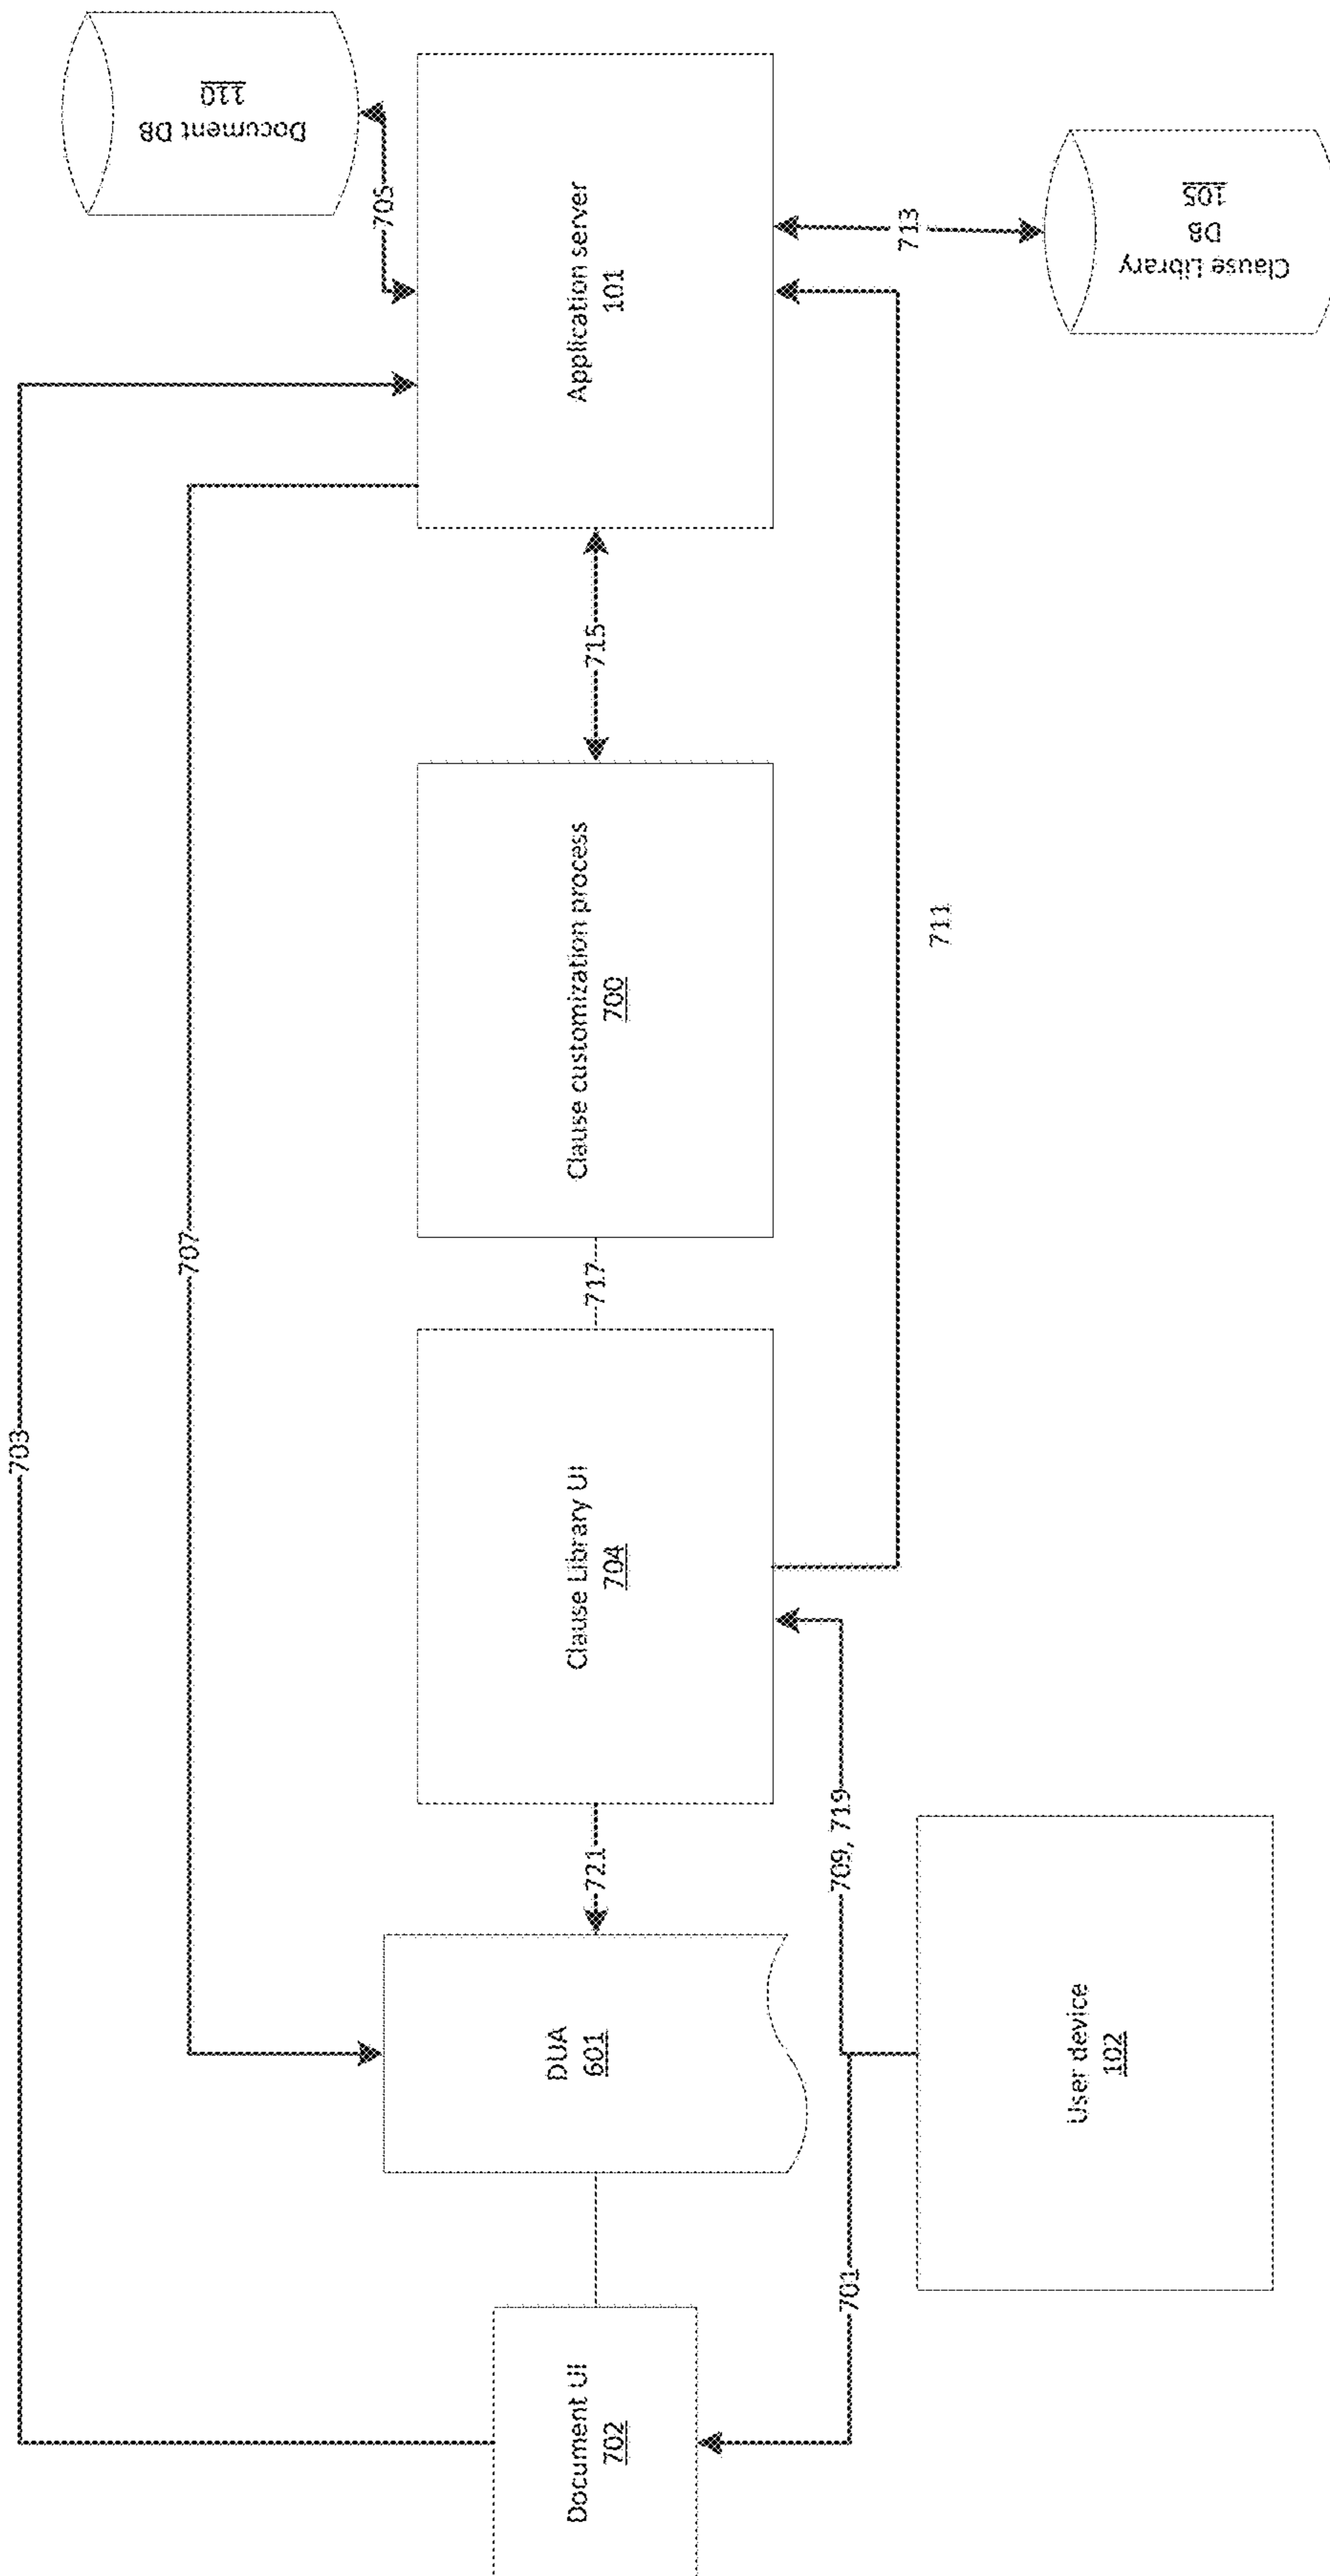 703
707
Document DB
110
705
Document UI
702
DUA
601
721
Clause Library UI
704
717
Clause customization process
700
715
Application server
101
701
709, 719
711
713
User device
102
Clause Library
DB
105